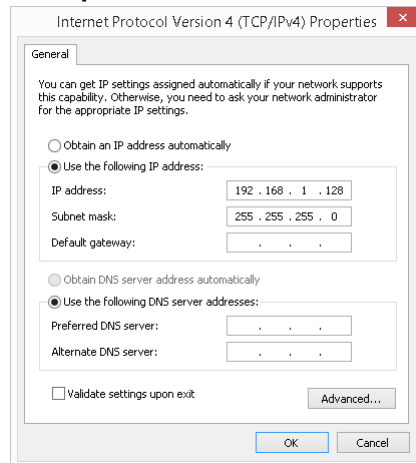 Internet Protocol Version 4 (TCP/IPv4) Properties
General
You can get IP settings assigned automatically if your network supports
this capability. Otherwise, you need to ask your network administrator
for the appropriate IP settings.
Obtain an IP address automatically
Use the following IP address:
IP address: 192 . 168 . 1 . 128
Subnet mask: 255 . 255 . 255 . 0
Default gateway: . . .
Obtain DNS server address automatically
Use the following DNS server addresses:
Preferred DNS server: . . .
Alternate DNS server: . . .
Validate settings upon exit
Advanced...
OK Cancel